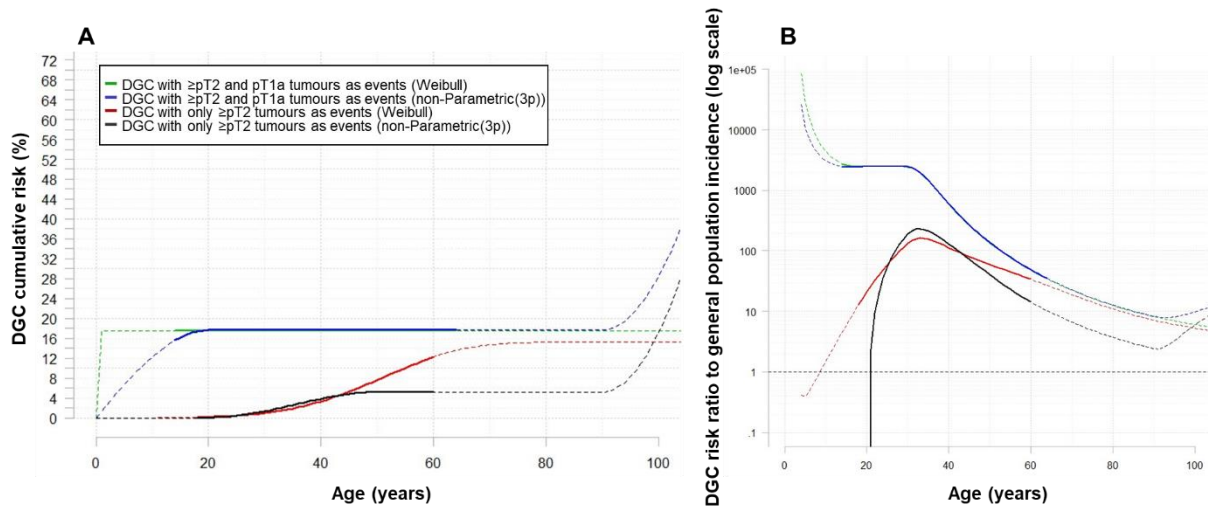 A
DGC cumulative risk (%)
72
68
64
60
56
52
48
44
40
36
32
28
24
20
16
12
8
4
0
DGC with ≥pT2 and pT1a tumours as events (Weibull)
DGC with ≥pT2 and pT1a tumours as events (non-Parametric(3p))
DGC with only ≥pT2 tumours as events (Weibull)
DGC with only ≥pT2 tumours as events (non-Parametric(3p))
0 20 40 60 80 100
Age (years)
B
DGC risk ratio to general population incidence (log scale)
1e+05
10000
1000
100
10
1
.1
0 20 40 60 80 100
Age (years)